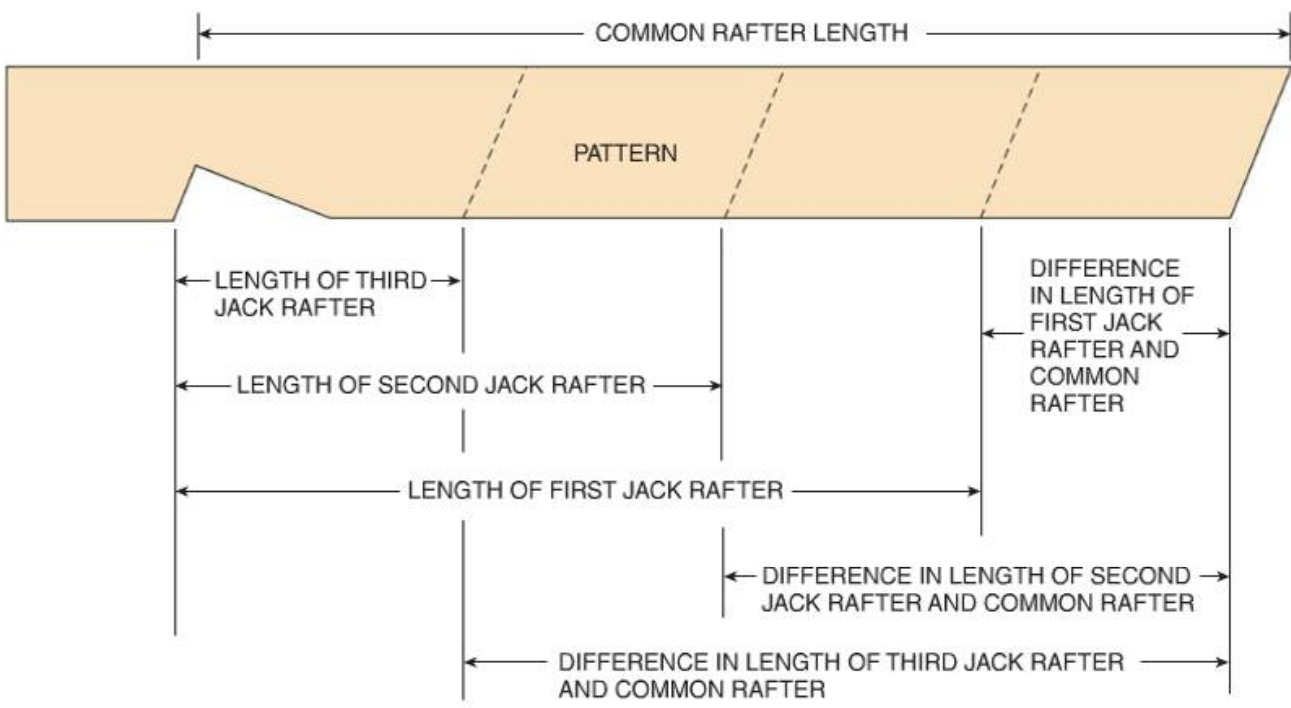 COMMON RAFTER LENGTH
PATTERN
LENGTH OF THIRD
JACK RAFTER
DIFFERENCE
IN LENGTH OF
FIRST JACK
RAFTER AND
COMMON
RAFTER
LENGTH OF SECOND JACK RAFTER
LENGTH OF FIRST JACK RAFTER
DIFFERENCE IN LENGTH OF SECOND
JACK RAFTER AND COMMON RAFTER
DIFFERENCE IN LENGTH OF THIRD JACK RAFTER
AND COMMON RAFTER